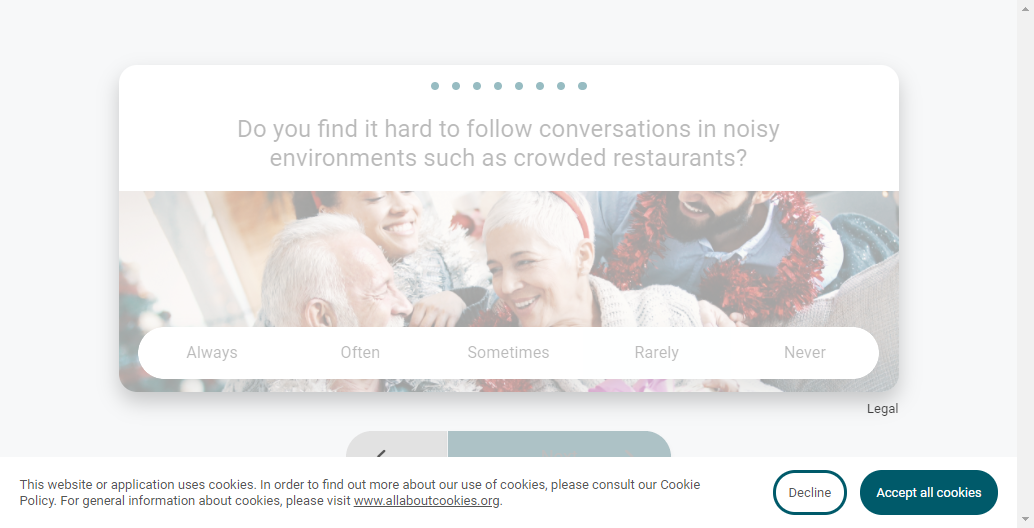 Do you find it hard to follow conversations in noisy
environments such as crowded restaurants?
Always Often Sometimes Rarely Never
Legal
This website or application uses cookies. In order to find out more about our use of cookies, please consult our Cookie
Policy. For general information about cookies, please visit www.allaboutcookies.org.
Decline
Accept all cookies